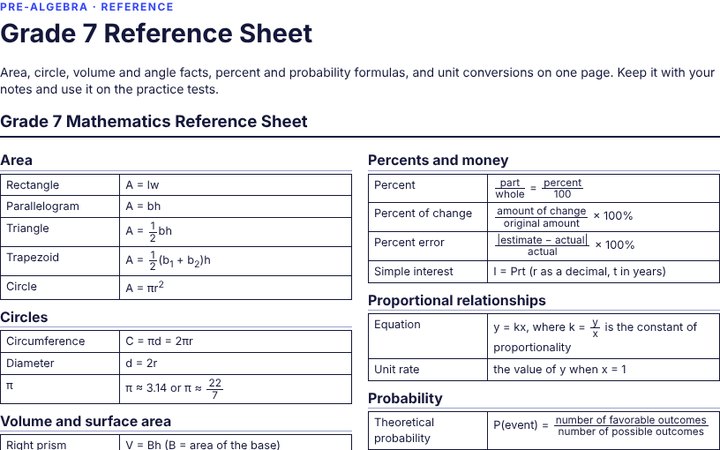 PRE-ALGEBRA · REFERENCE
Grade 7 Reference Sheet
Area, circle, volume and angle facts, percent and probability formulas, and unit conversions on one page. Keep it with your
notes and use it on the practice tests.
Grade 7 Mathematics Reference Sheet
Area
Rectangle A = lw
Parallelogram A = bh
Triangle A = 1/2 bh
Trapezoid A = 1/2 (b₁ + b₂)h
Circle A = πr²
Circles
Circumference C = πd = 2πr
Diameter d = 2r
π π ≈ 3.14 or π ≈ 22/7
Volume and surface area
Right prism V = Bh (B = area of the base)
Percents and money
Percent part/whole = percent/100
Percent of change amount of change/original amount × 100%
Percent error |estimate − actual|/actual × 100%
Simple interest I = Prt (r as a decimal, t in years)
Proportional relationships
Equation y = kx, where k = y/x is the constant of
proportionality
Unit rate the value of y when x = 1
Probability
Theoretical
probability P(event) = number of favorable outcomes/number of possible outcomes